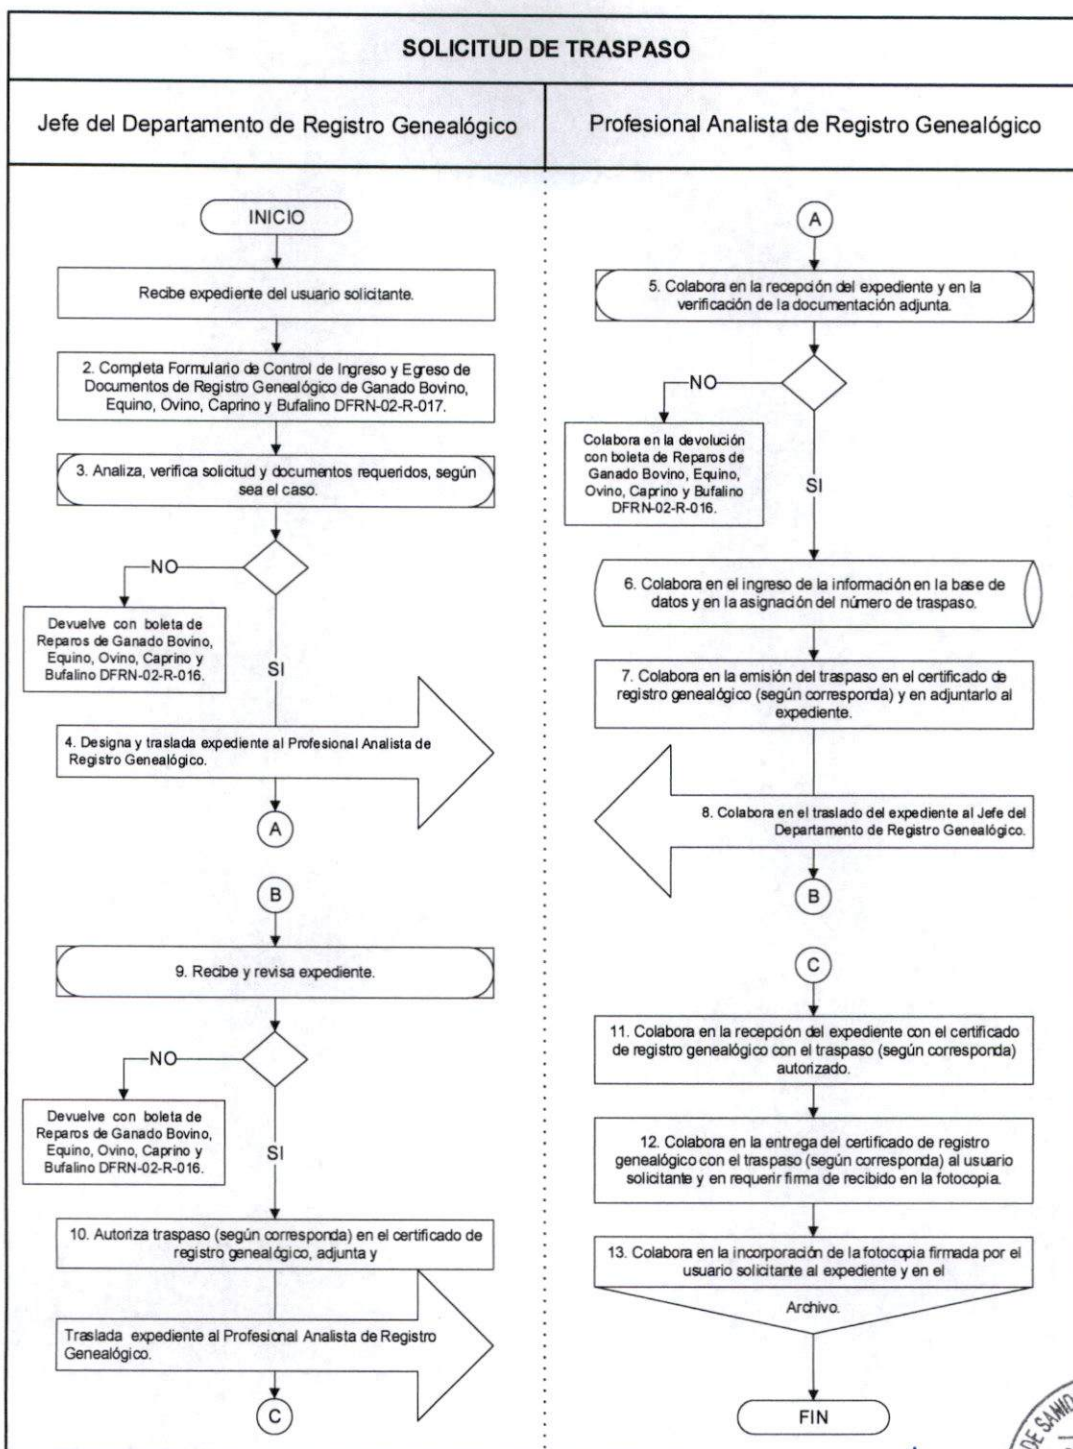 SOLICITUD DE TRASPASO
Jefe del Departamento de Registro Genealógico
INICIO
Recibe expediente del usuario solicitante.
2. Completa Formulario de Control de Ingreso y Egreso de
Documentos de Registro Genealógico de Ganado Bovino,
Equino, Ovino, Caprino y Bufalino DFRN-02-R-017.
3. Analiza, verifica solicitud y documentos requeridos, según
sea el caso.
NO
Devuelve con boleta de
Reparos de Ganado Bovino,
Equino, Ovino, Caprino y
Bufalino DFRN-02-R-016.
SI
4. Designa y traslada expediente al Profesional Analista de
Registro Genealógico.
A
B
9. Recibe y revisa expediente.
NO
Devuelve con boleta de
Reparos de Ganado Bovino,
Equino, Ovino, Caprino y
Bufalino DFRN-02-R-016.
SI
10. Autoriza traspaso (según corresponda) en el certificado de
registro genealógico, adjunta y
Traslada expediente al Profesional Analista de Registro
Genealógico.
C
Profesional Analista de Registro Genealógico
A
5. Colabora en la recepción del expediente y en la
verificación de la documentación adjunta.
NO
Colabora en la devolución
con boleta de Reparos de
Ganado Bovino, Equino,
Ovino, Caprino y Bufalino
DFRN-02-R-016.
SI
6. Colabora en el ingreso de la información en la base de
datos y en la asignación del número de traspaso.
7. Colabora en la emisión del traspaso en el certificado de
registro genealógico (según corresponda) y en adjuntarlo al
expediente.
8. Colabora en el traslado del expediente al Jefe del
Departamento de Registro Genealógico.
B
C
11. Colabora en la recepción del expediente con el certificado
de registro genealógico con el traspaso (según corresponda)
autorizado.
12. Colabora en la entrega del certificado de registro
genealógico con el traspaso (según corresponda) al usuario
solicitante y en requerir firma de recibido en la fotocopia.
13. Colabora en la incorporación de la fotocopia firmada por el
usuario solicitante al expediente y en el
Archivo.
FIN
DE